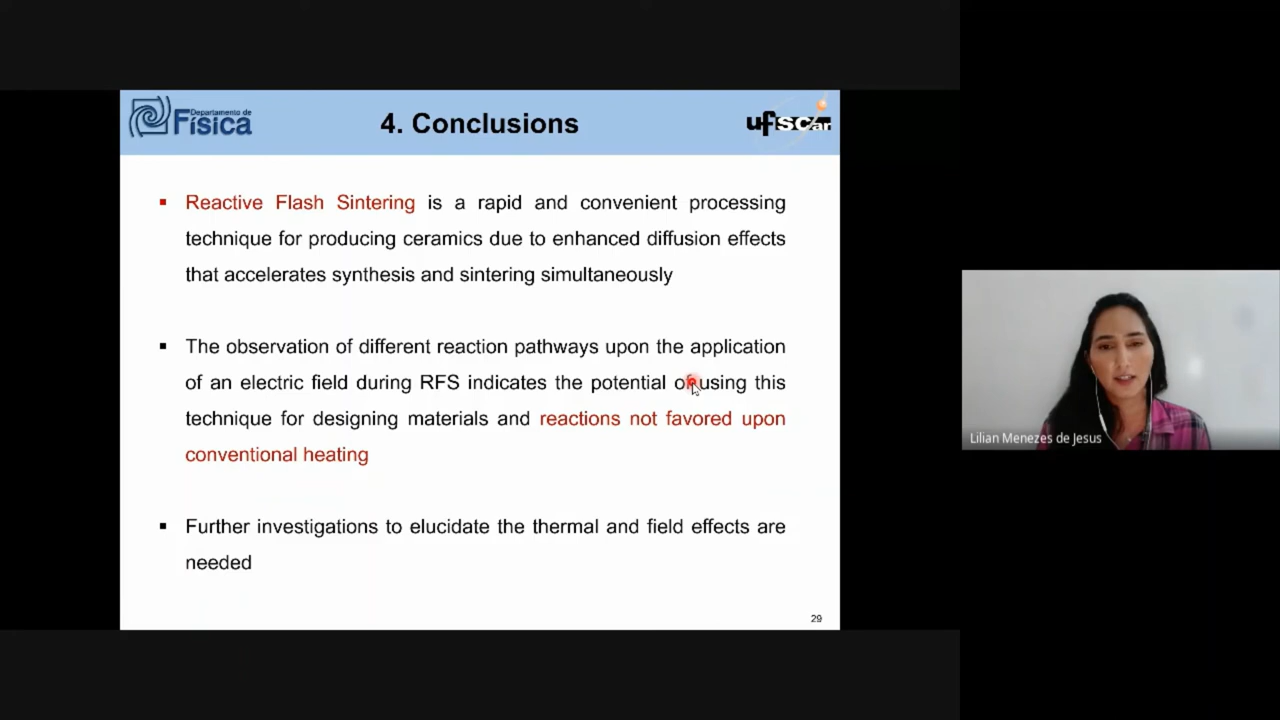 Departamento de
Física
4. Conclusions
ufscar
▪ Reactive Flash Sintering is a rapid and convenient processing
technique for producing ceramics due to enhanced diffusion effects
that accelerates synthesis and sintering simultaneously
▪ The observation of different reaction pathways upon the application
of an electric field during RFS indicates the potential of using this
technique for designing materials and reactions not favored upon
conventional heating
▪ Further investigations to elucidate the thermal and field effects are
needed
29
Lilian Menezes de Jesus